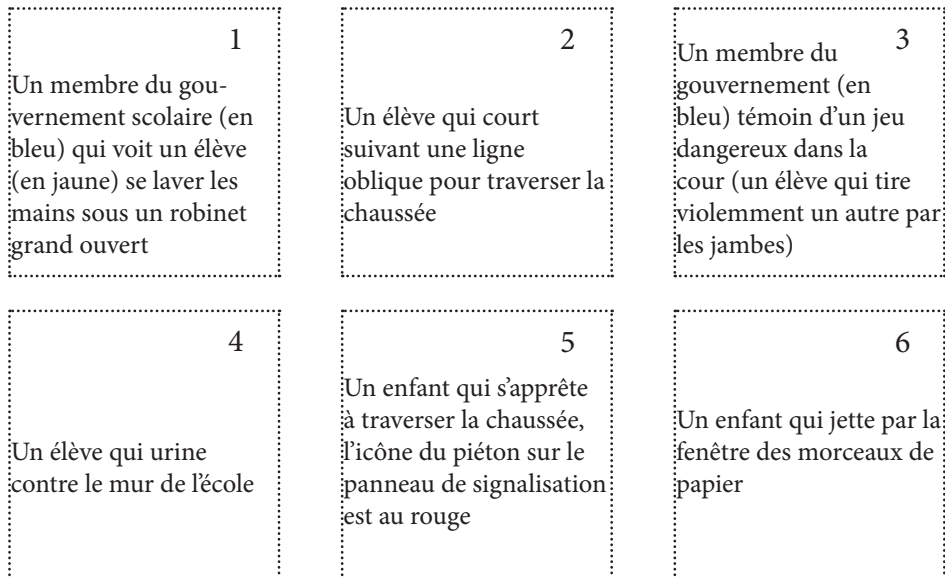 1
Un membre du gou-
vernement scolaire (en
bleu) qui voit un élève
(en jaune) se laver les
mains sous un robinet
grand ouvert
2
Un élève qui court
suivant une ligne
oblique pour traverser la
chaussée
3
Un membre du
gouvernement (en
bleu) témoin d'un jeu
dangereux dans la
cour (un élève qui tire
violemment un autre par
les jambes)
4
Un élève qui urine
contre le mur de l'école
5
Un enfant qui s'apprête
à traverser la chaussée,
l'icône du piéton sur le
panneau de signalisation
est au rouge
6
Un enfant qui jette par la
fenêtre des morceaux de
papier